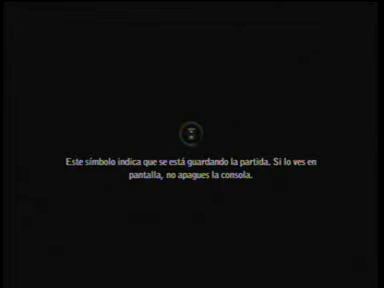 Este símbolo indica que se está guardando la partida. Si lo ves en
pantalla, no apagues la consola.